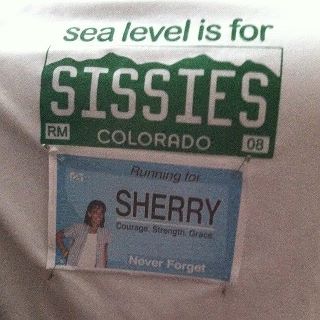 sea level is for
SISSIES
RM COLORADO 08
Running for
SHERRY
Courage, Strength, Grace
Never Forget